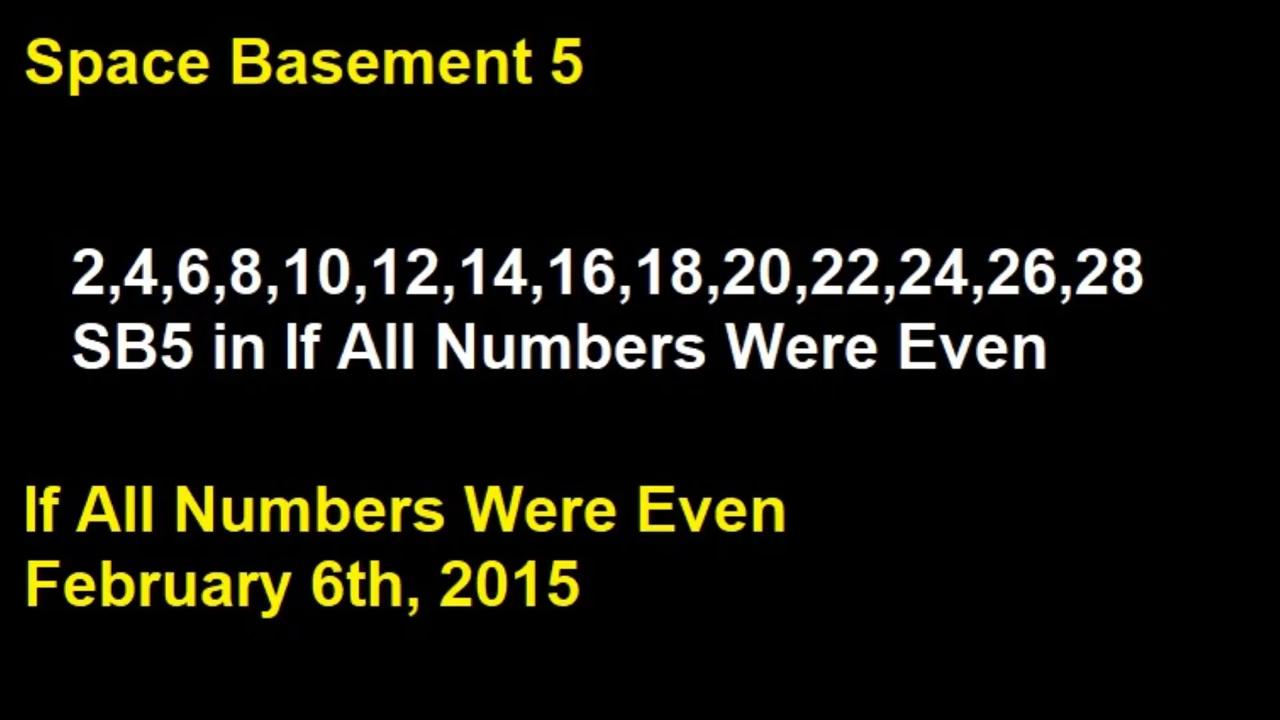 Space Basement 5
2,4,6,8,10,12,14,16,18,20,22,24,26,28
SB5 in If All Numbers Were Even
If All Numbers Were Even
February 6th, 2015